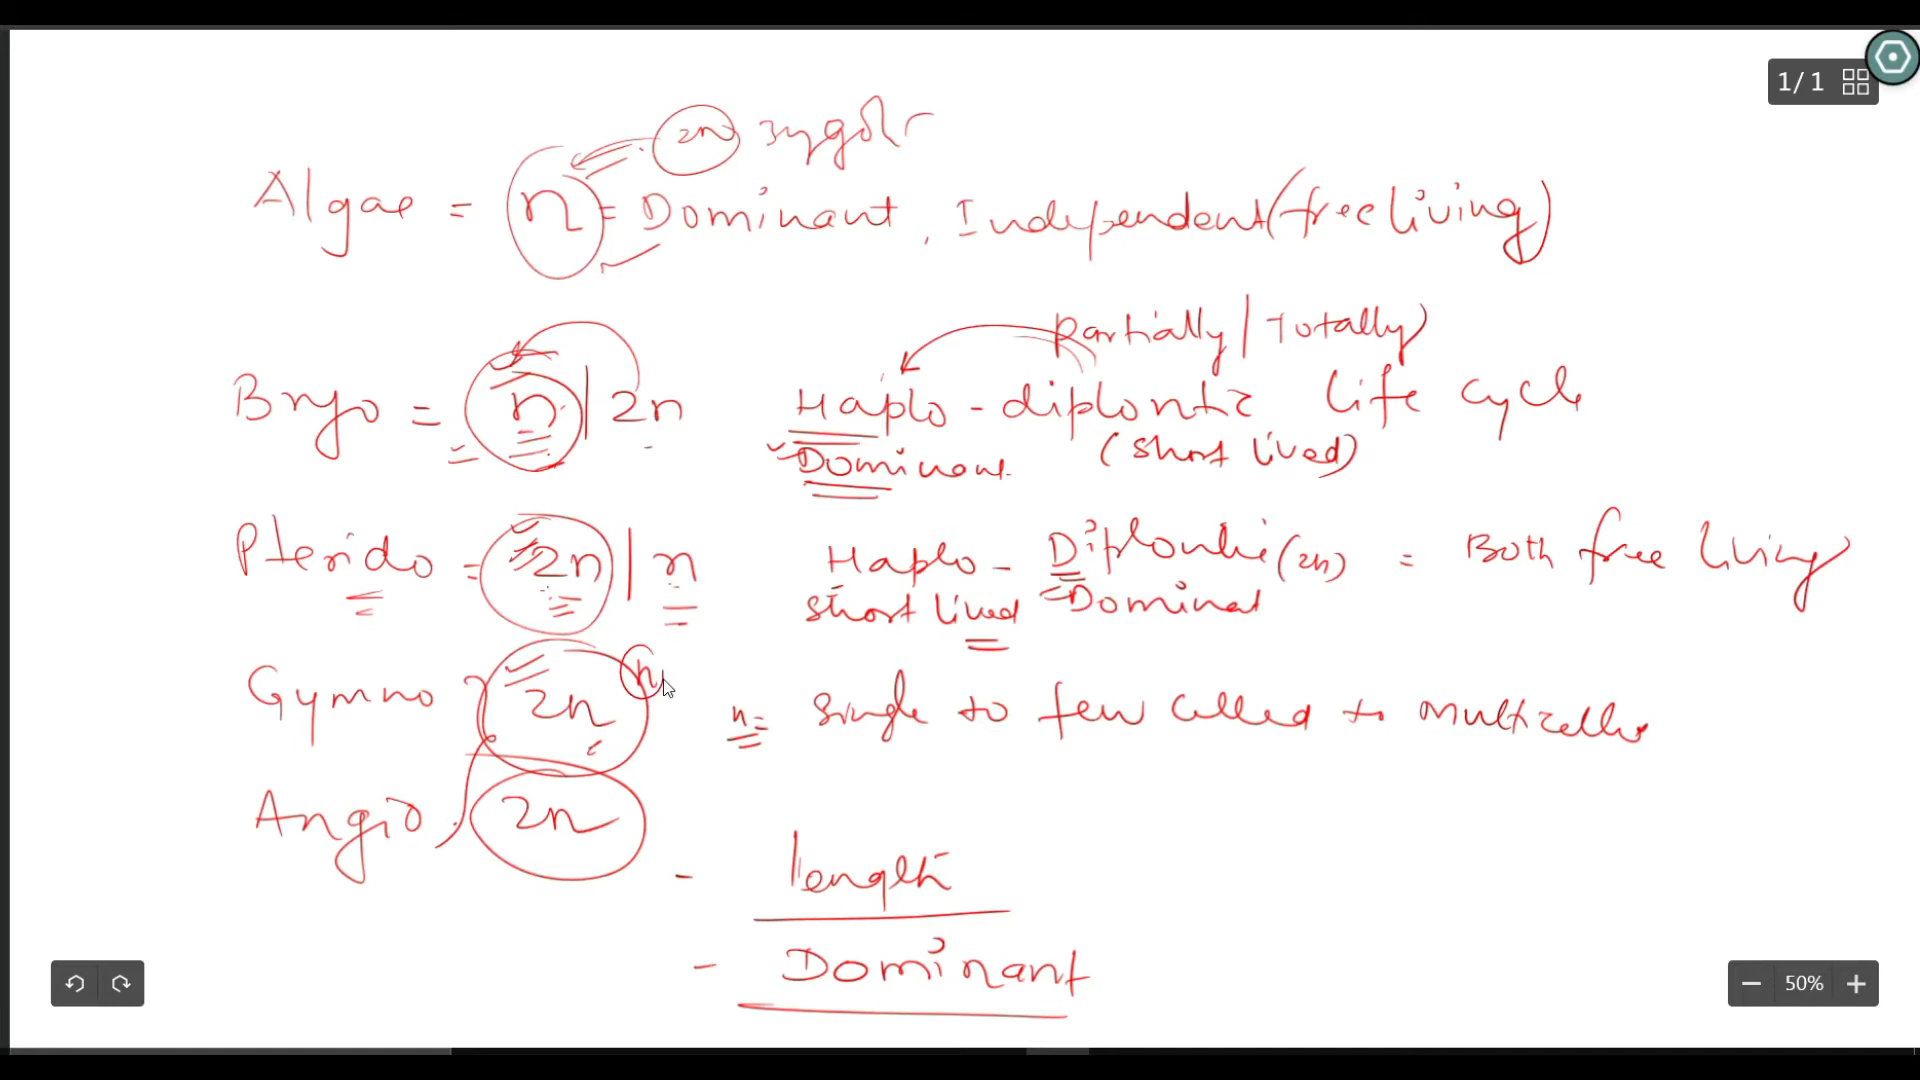 1/1
2n zygote
Algae = n = Dominant, Independent (free living)
Partially / Totally
Bryo = n | 2n Haplo - diplontic life cycle
Dominant (short lived)
Pterido = 2n | n Haplo - Diplontic (2n) = Both free living
short lived Dominat
Gymno 2n n n = Single to few celled to multicellu
Angio 2n
- length
- Dominant
50%